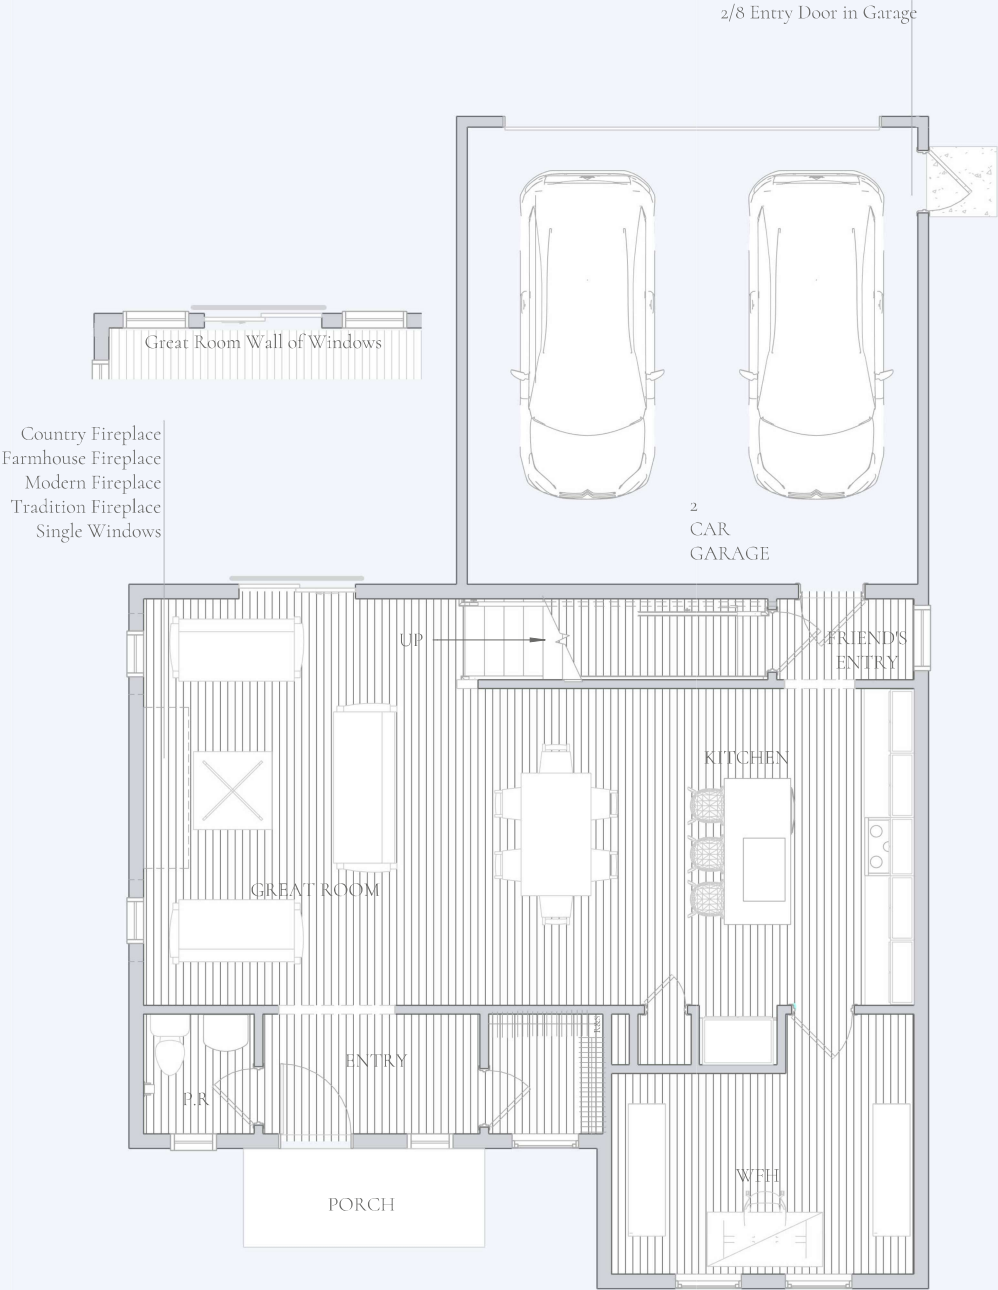 2/8 Entry Door in Garage
Great Room Wall of Windows
Country Fireplace
Farmhouse Fireplace
Modern Fireplace
Tradition Fireplace
Single Windows
2
CAR
GARAGE
UP
FRIEND'S
ENTRY
KITCHEN
GREAT ROOM
ENTRY
P.R
PORCH
WFH